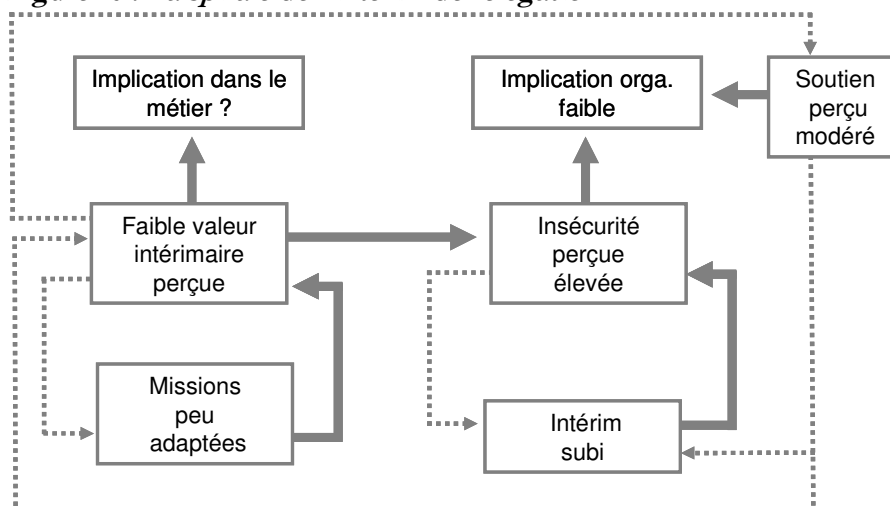 Implication dans le
métier ?
Implication orga.
faible
Soutien
perçu
modéré
Faible valeur
intérimaire
perçue
Insécurité
perçue
élevée
Missions
peu
adaptées
Intérim
subi